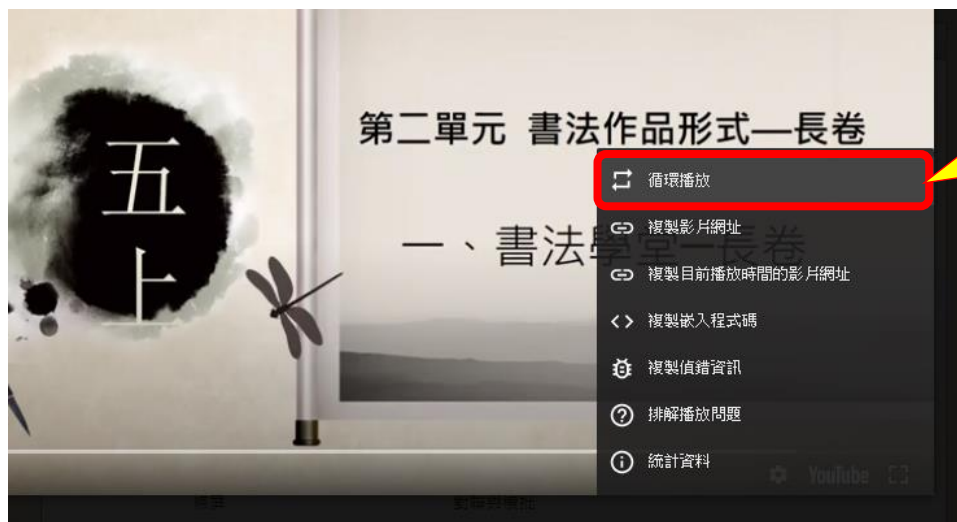 五上
第二單元 書法作品形式—長卷
一、書法學堂—長卷
循環播放
複製影片網址
複製目前播放時間的影片網址
複製嵌入程式碼
複製偵錯資訊
排解播放問題
統計資料
YouTube